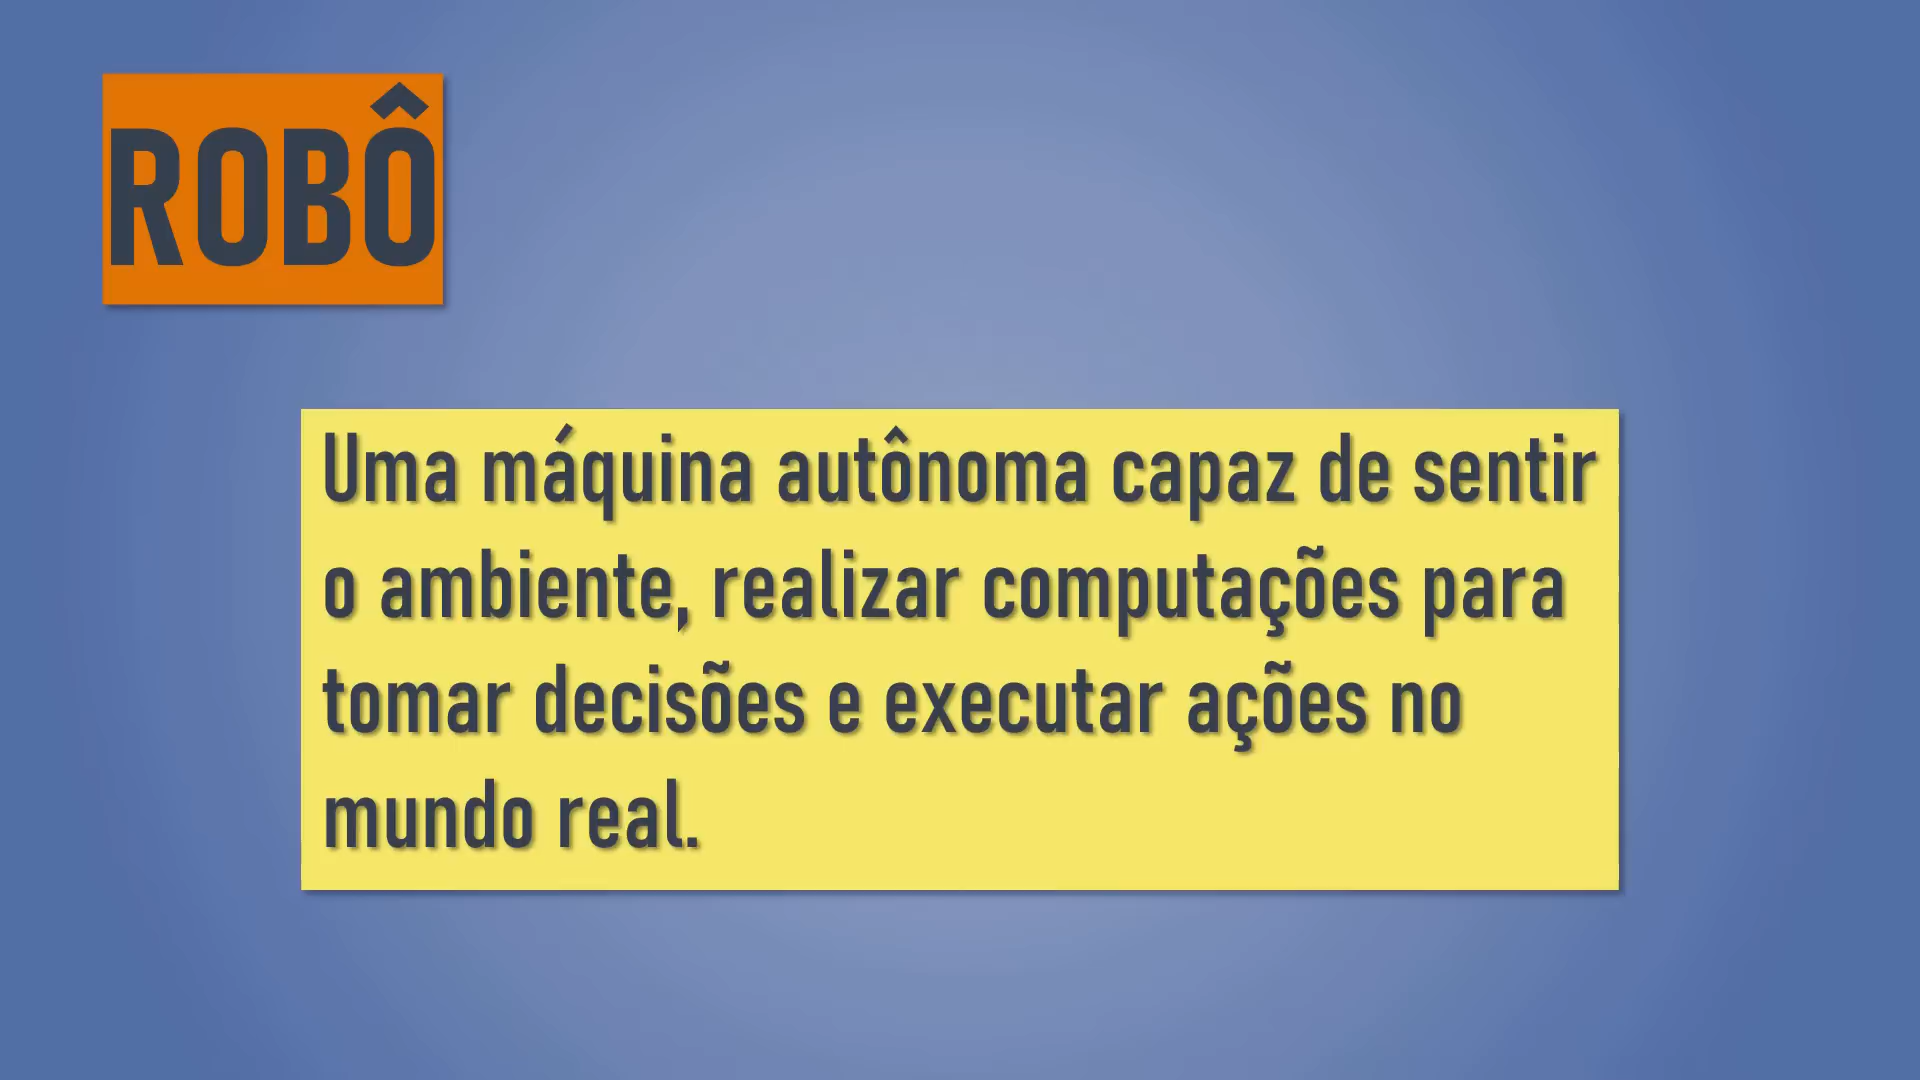 ROBÔ
Uma máquina autônoma capaz de sentir
o ambiente, realizar computações para
tomar decisões e executar ações no
mundo real.